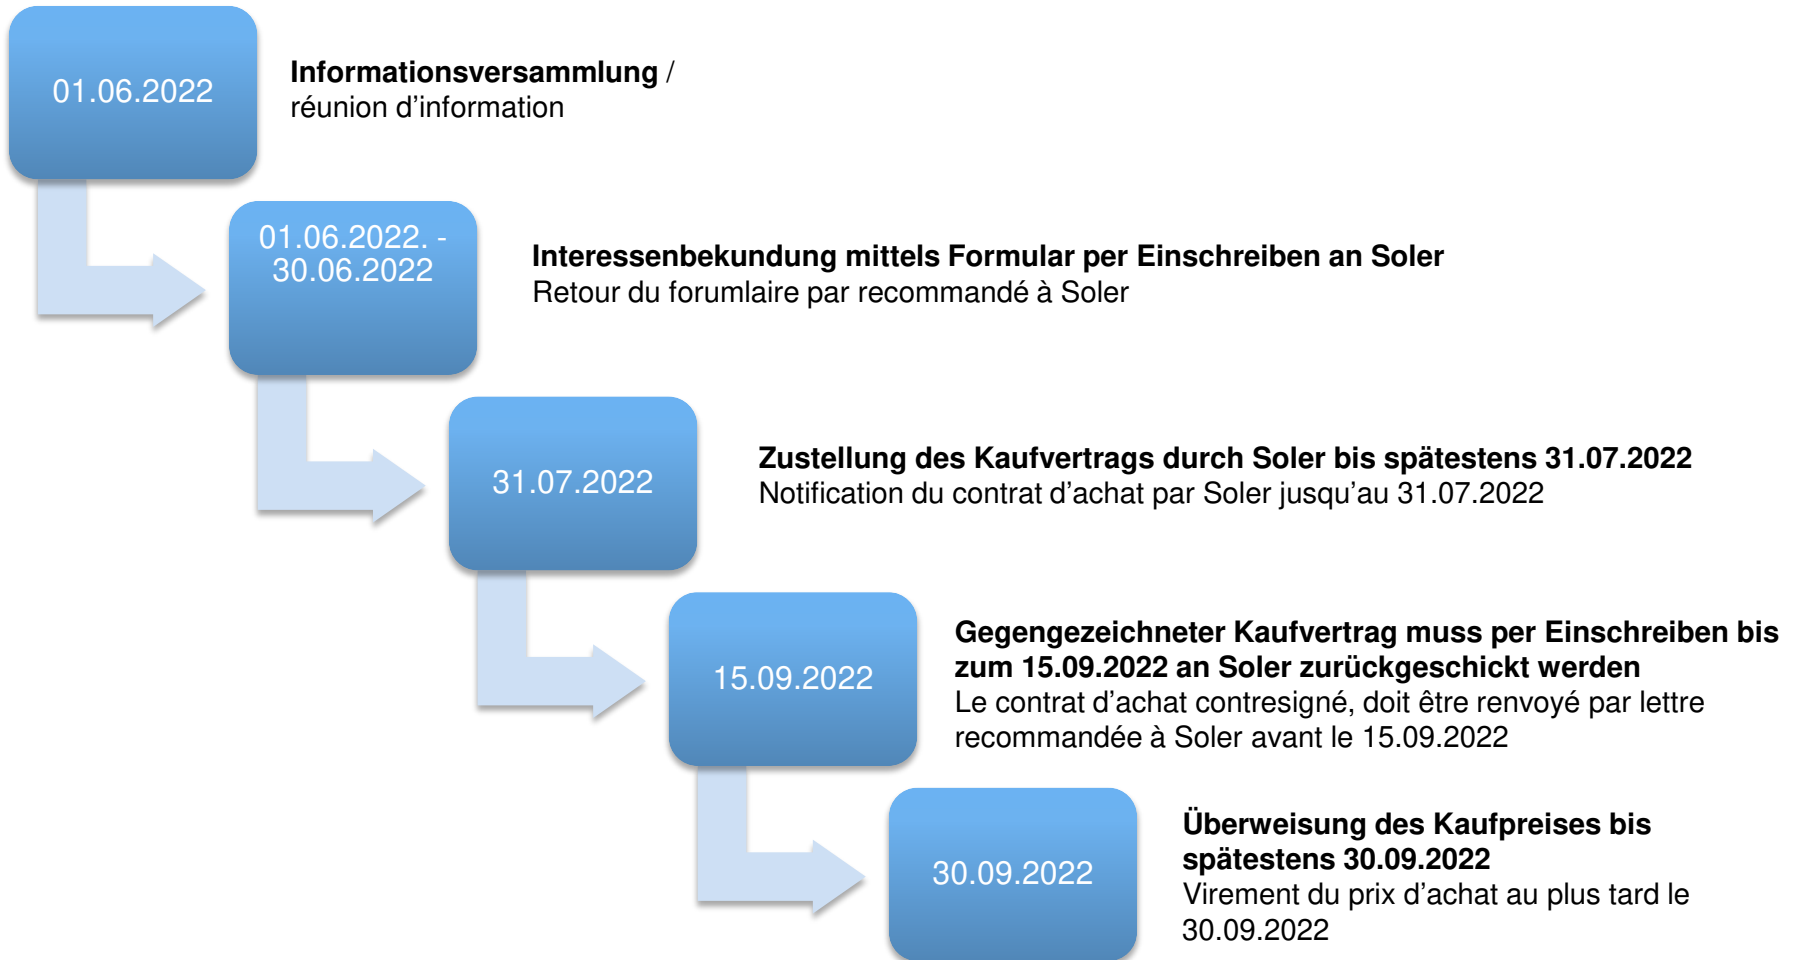 01.06.2022
Informationsversammlung /
réunion d'information
01.06.2022. -
30.06.2022
Interessenbekundung mittels Formular per Einschreiben an Soler
Retour du forumlaire par recommandé à Soler
31.07.2022
Zustellung des Kaufvertrags durch Soler bis spätestens 31.07.2022
Notification du contrat d'achat par Soler jusqu'au 31.07.2022
15.09.2022
Gegengezeichneter Kaufvertrag muss per Einschreiben bis
zum 15.09.2022 an Soler zurückgeschickt werden
Le contrat d'achat contresigné, doit être renvoyé par lettre
recommandée à Soler avant le 15.09.2022
30.09.2022
Überweisung des Kaufpreises bis
spätestens 30.09.2022
Virement du prix d'achat au plus tard le
30.09.2022